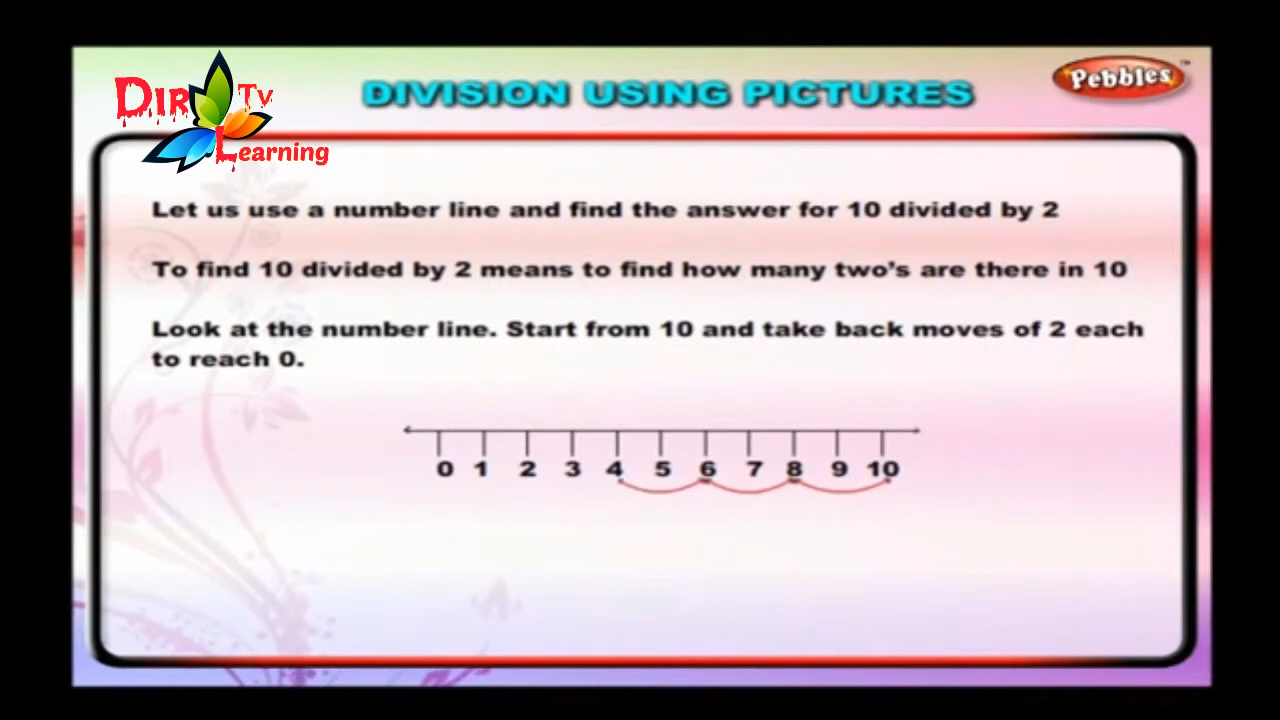 DIR TV
Learning
DIVISION USING PICTURES
Pebbles™
Let us use a number line and find the answer for 10 divided by 2
To find 10 divided by 2 means to find how many two's are there in 10
Look at the number line. Start from 10 and take back moves of 2 each
to reach 0.
0 1 2 3 4 5 6 7 8 9 10